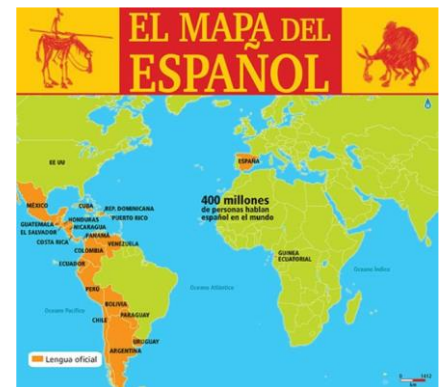 EL MAPA DEL
ESPAÑOL
EE UU
ESPAÑA
MÉXICO
CUBA
REP. DOMINICANA
PUERTO RICO
GUATEMALA
HONDURAS
EL SALVADOR
NICARAGUA
COSTA RICA
PANAMÁ
VENEZUELA
COLOMBIA
ECUADOR
400 millones
de personas hablan
español en el mundo
GUINEA
ECUATORIAL
PERÚ
Océano Índico
Océano Atlántico
BOLIVIA
Océano Pacífico
PARAGUAY
CHILE
URUGUAY
ARGENTINA
Lengua oficial
0
km